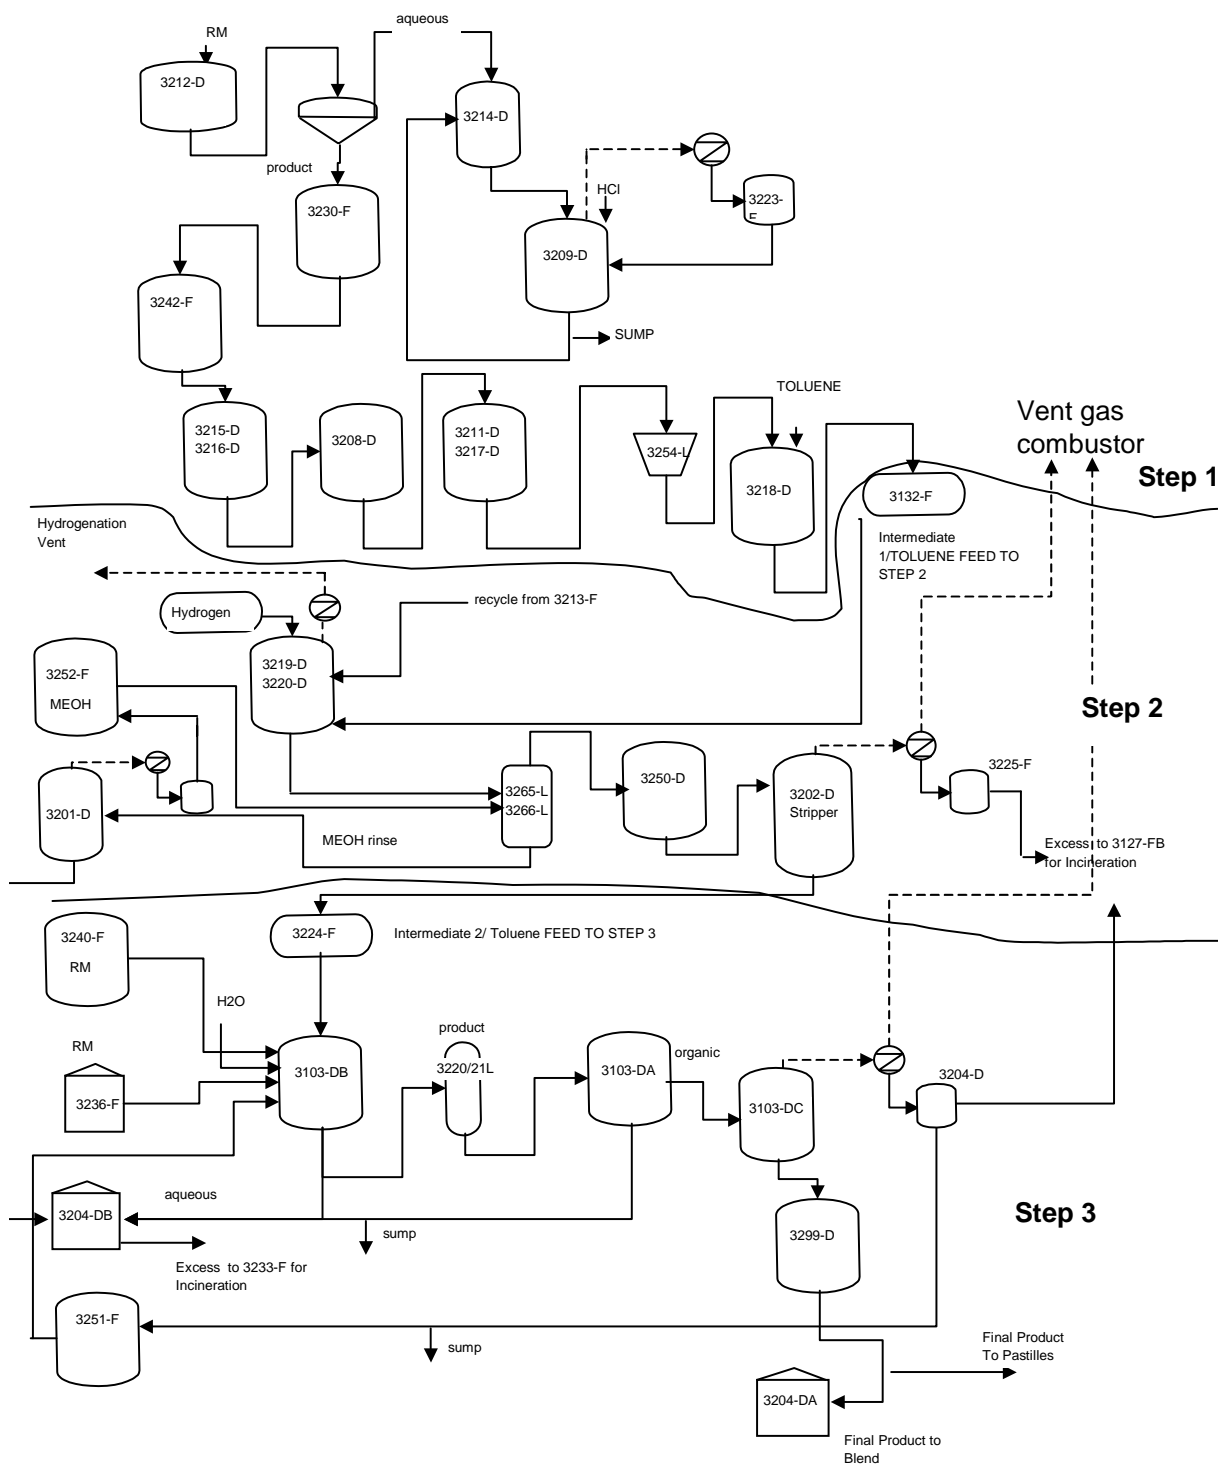 aqueous
RM
3212-D
3214-D
product
HCl
3223-
F
3230-F
3209-D
3242-F
SUMP
TOLUENE
Vent gas
combustor
Step 1
3215-D
3216-D
3208-D
3211-D
3217-D
3254-L
3218-D
3132-F
Hydrogenation
Vent
Intermediate
1/TOLUENE FEED TO
STEP 2
Hydrogen
recycle from 3213-F
3252-F
MEOH
3219-D
3220-D
Step 2
3225-F
3250-D
3265-L
3266-L
3202-D
Stripper
3201-D
MEOH rinse
Excess to 3127-FB
for Incineration
3224-F
Intermediate 2/ Toluene FEED TO STEP 3
3240-F
RM
H2O
product
RM
organic
3103-DB
3220/21L
3103-DA
3204-D
3236-F
3103-DC
aqueous
3204-DB
sump
Step 3
3299-D
Excess to 3233-F for
Incineration
3251-F
sump
Final Product
To Pastilles
3204-DA
Final Product to
Blend